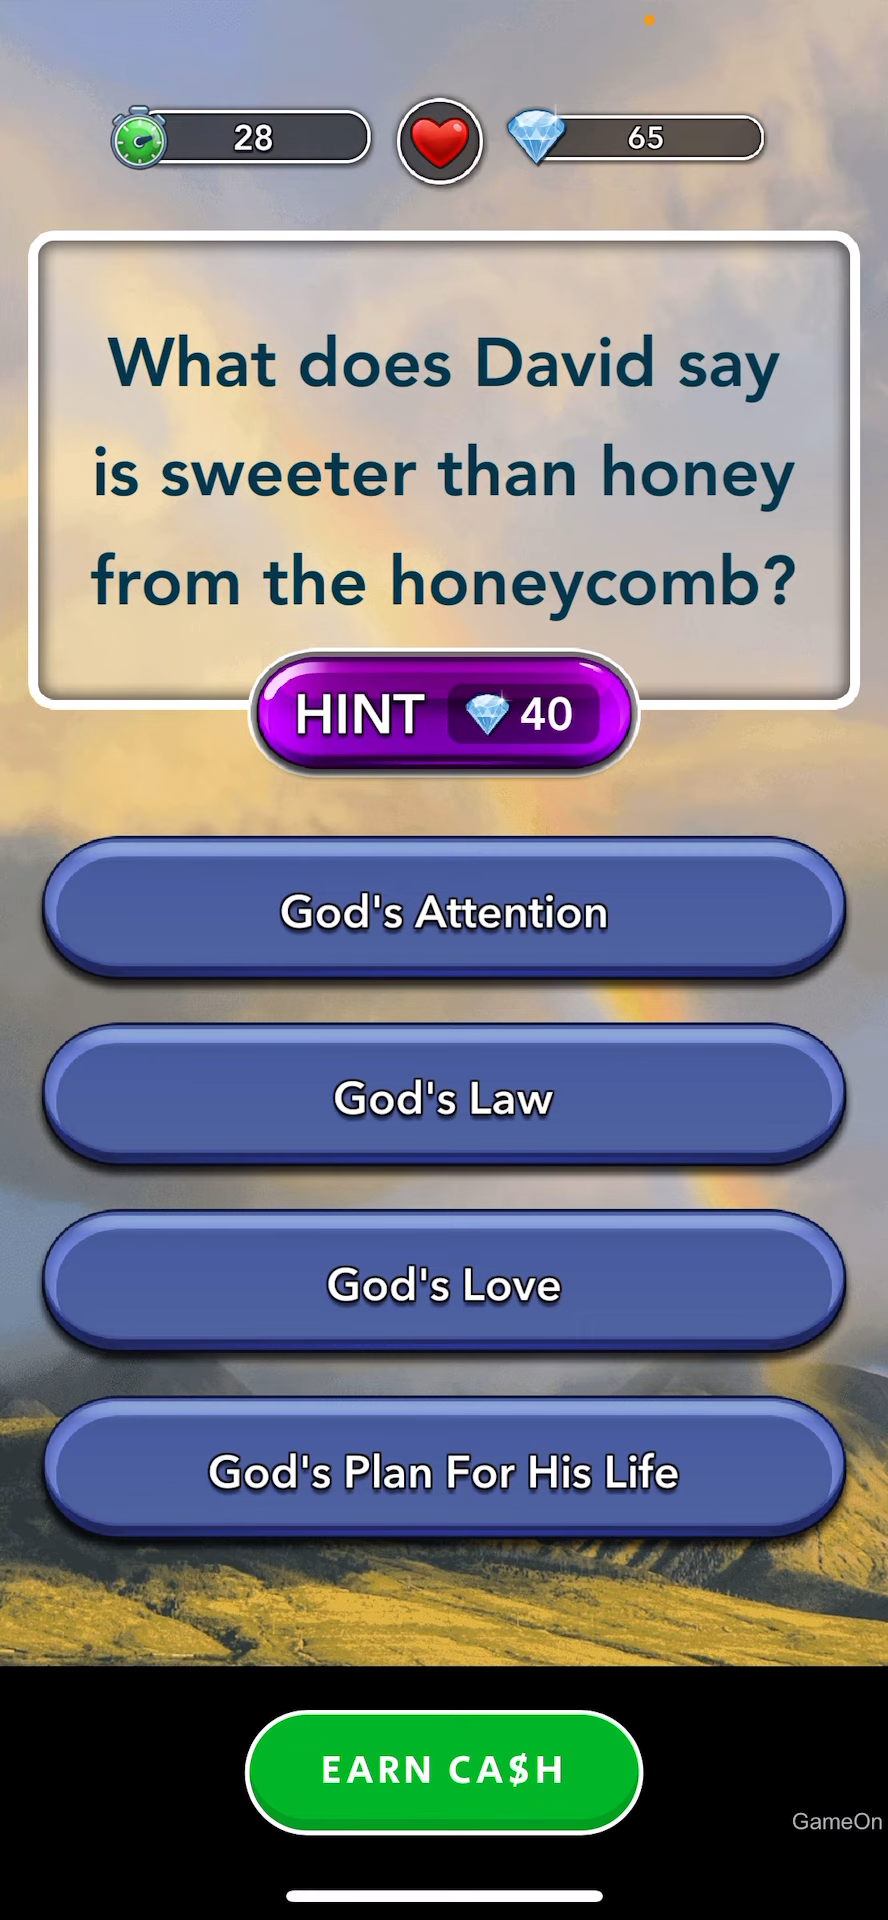 28
65
What does David say
is sweeter than honey
from the honeycomb?
HINT 40
God's Attention
God's Law
God's Love
God's Plan For His Life
EARN CA$H
GameOn